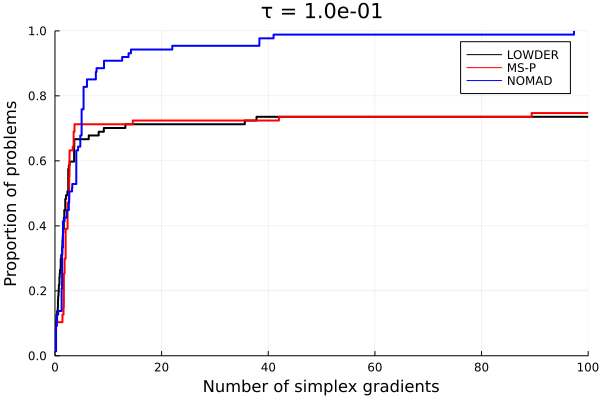 τ = 1.0e-01
Proportion of problems
1.0
0.8
0.6
0.4
0.2
0.0
LOWDER
MS-P
NOMAD
0 20 40 60 80 100
Number of simplex gradients